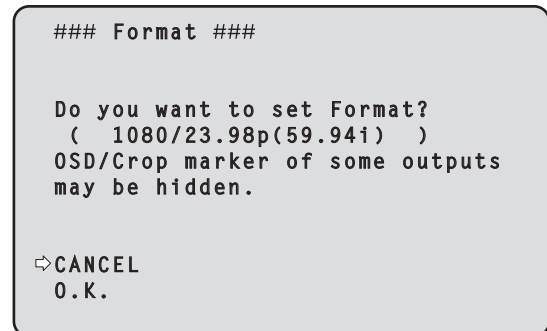 ### Format ###
Do you want to set Format?
( 1080/23.98p(59.94i) )
OSD/Crop marker of some outputs
may be hidden.
⇨CANCEL
O.K.